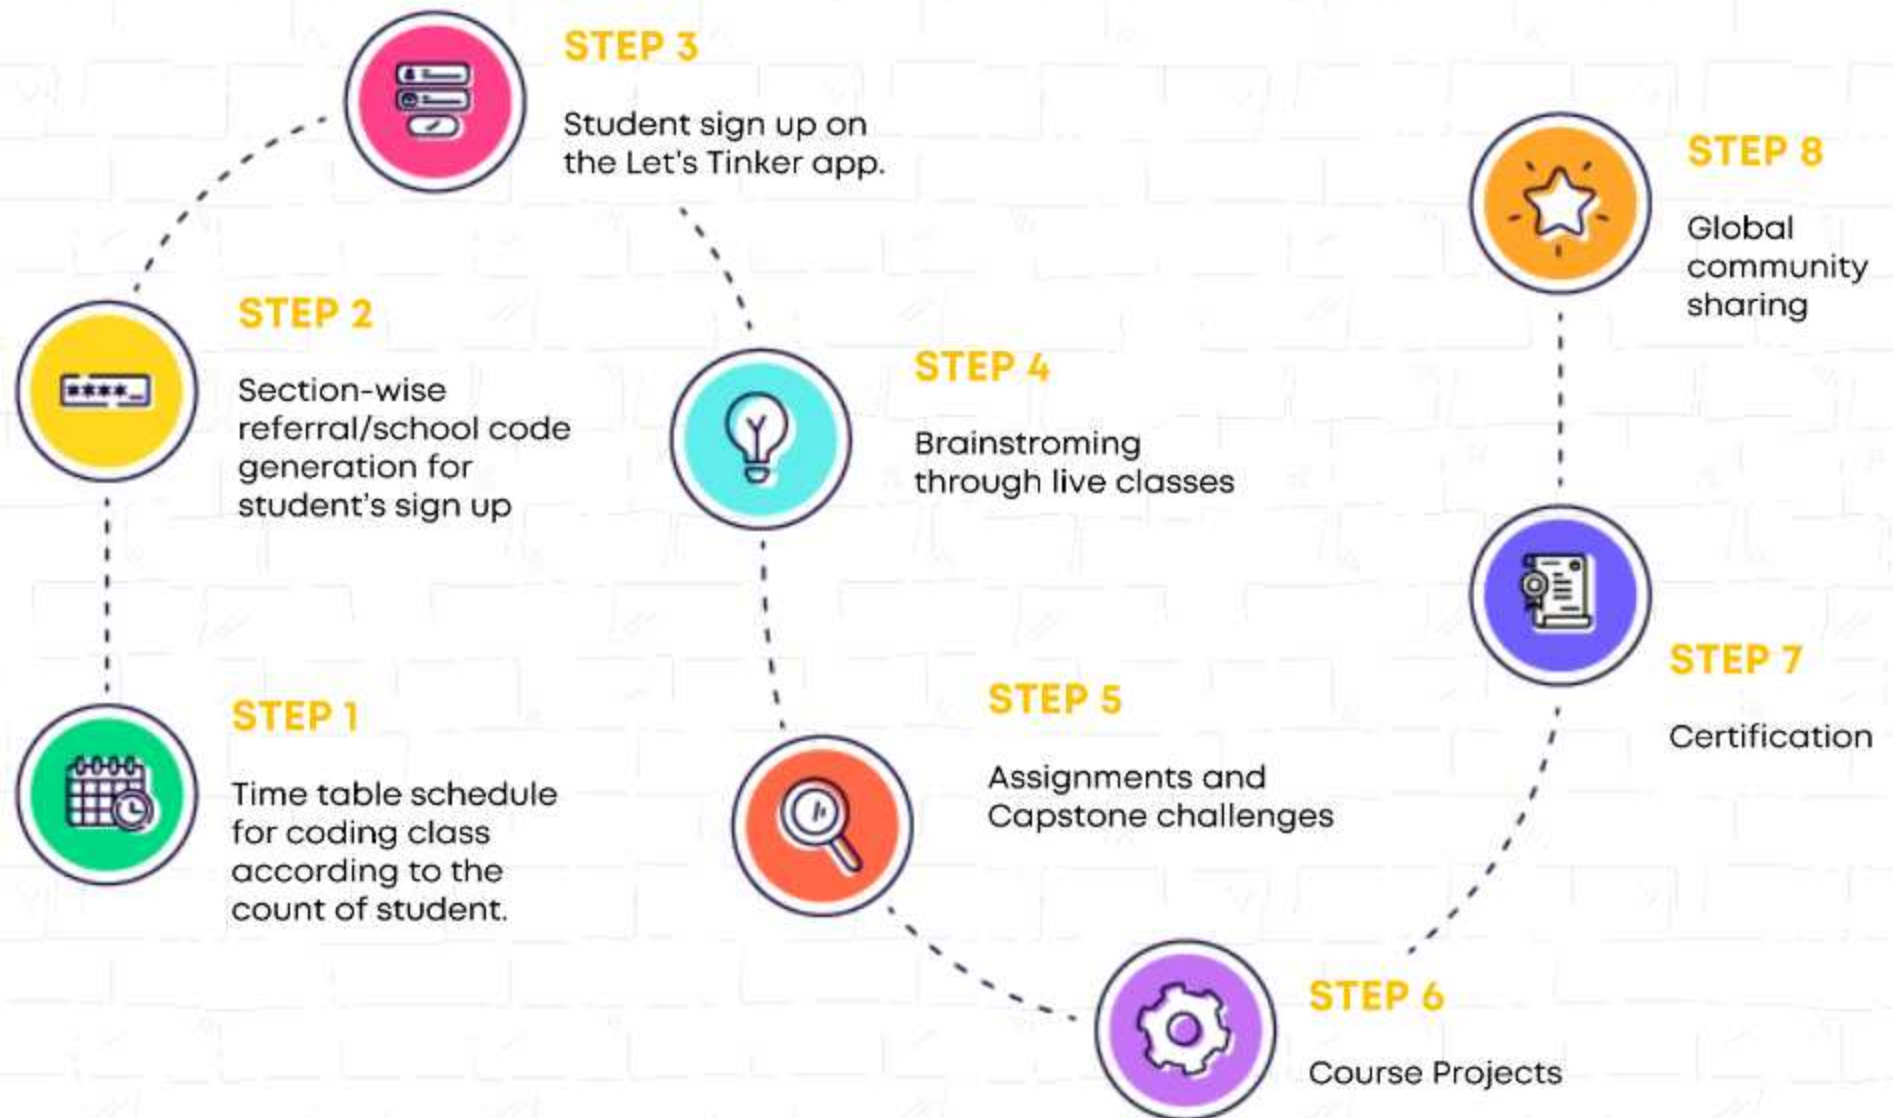 STEP 1
Time table schedule
for coding class
according to the
count of student.
STEP 2
Section-wise
referral/school code
generation for
student's sign up
STEP 3
Student sign up on
the Let's Tinker app.
STEP 4
Brainstroming
through live classes
STEP 5
Assignments and
Capstone challenges
STEP 6
Course Projects
STEP 7
Certification
STEP 8
Global
community
sharing